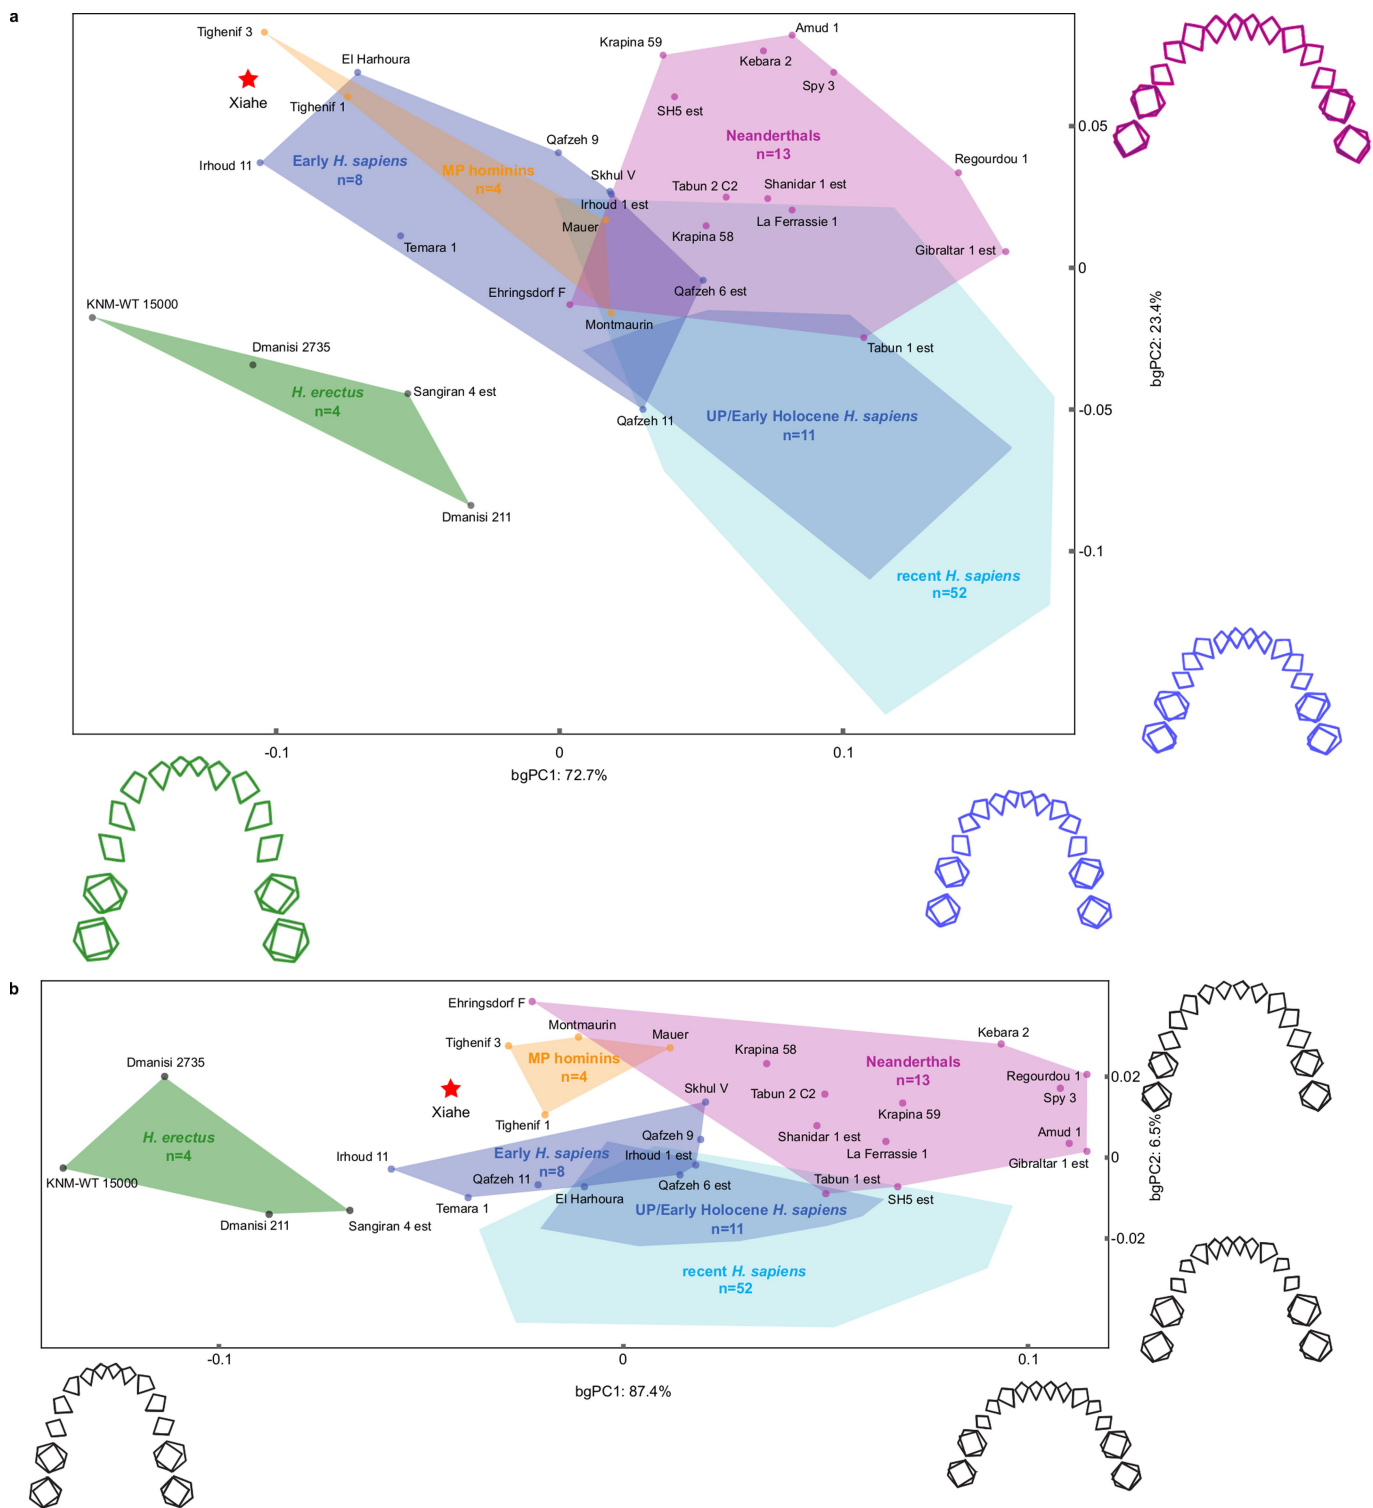 a
Tighenif 3
Amud 1
Krapina 59
El Harhoura
Kebara 2
Spy 3
Xiahe
Tighenif 1
SH5 est
0.05
Neanderthals
n=13
Qafzeh 9
Irhoud 11
Early H. sapiens
n=8
MP hominins
n=4
Regourdou 1
Skhul V
Tabun 2 C2
Shanidar 1 est
Irhoud 1 est
La Ferrassie 1
Mauer
Krapina 58
Temara 1
Gibraltar 1 est
0
Ehringsdorf F
Qafzeh 6 est
KNM-WT 15000
Montmaurin
Dmanisi 2735
Tabun 1 est
bgPC2: 23.4%
H. erectus
n=4
Sangiran 4 est
-0.05
Qafzeh 11
UP/Early Holocene H. sapiens
n=11
Dmanisi 211
-0.1
recent H. sapiens
n=52
-0.1
0
0.1
bgPC1: 72.7%
b
Ehringsdorf F
Montmaurin
Mauer
Kebara 2
Tighenif 3
Krapina 58
MP hominins
n=4
Neanderthals
n=13
Dmanisi 2735
Regourdou 1
0.02
Skhul V
Tabun 2 C2
Spy 3
Xiahe
Krapina 59
Tighenif 1
Amud 1
H. erectus
n=4
Qafzeh 9
Shanidar 1 est
Irhoud 11
Early H. sapiens
n=8
Irhoud 1 est
La Ferrassie 1
Gibraltar 1 est
0
bgPC2: 6.5%
KNM-WT 15000
Qafzeh 11
Qafzeh 6 est
Tabun 1 est
El Harhoura
SH5 est
Temara 1
UP/Early Holocene H. sapiens
n=11
Dmanisi 211
Sangiran 4 est
-0.02
recent H. sapiens
n=52
-0.1
0
0.1
bgPC1: 87.4%